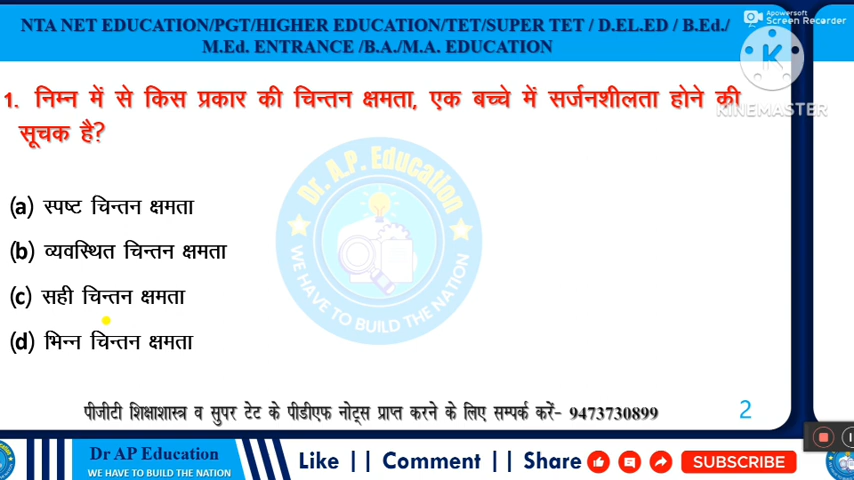 Apowersoft
Screen Recorder
NTA NET EDUCATION/PGT/HIGHER EDUCATION/TET/SUPER TET / D.EL.ED / B.Ed./
M.Ed. ENTRANCE /B.A./M.A. EDUCATION
K
KINEMASTER
1. निम्न में से किस प्रकार की चिन्तन क्षमता, एक बच्चे में सर्जनशीलता होने की
सूचक है?
(a) स्पष्ट चिन्तन क्षमता
(b) व्यवस्थित चिन्तन क्षमता
(c) सही चिन्तन क्षमता
(d) भिन्न चिन्तन क्षमता
Dr. A.P. Education
WE HAVE TO BUILD THE NATION
पीजीटी शिक्षाशास्त्र व सुपर टेट के पीडीएफ नोट्स प्राप्त करने के लिए सम्पर्क करें- 9473730899
2
Dr AP Education
WE HAVE TO BUILD THE NATION
Like || Comment || Share
SUBSCRIBE